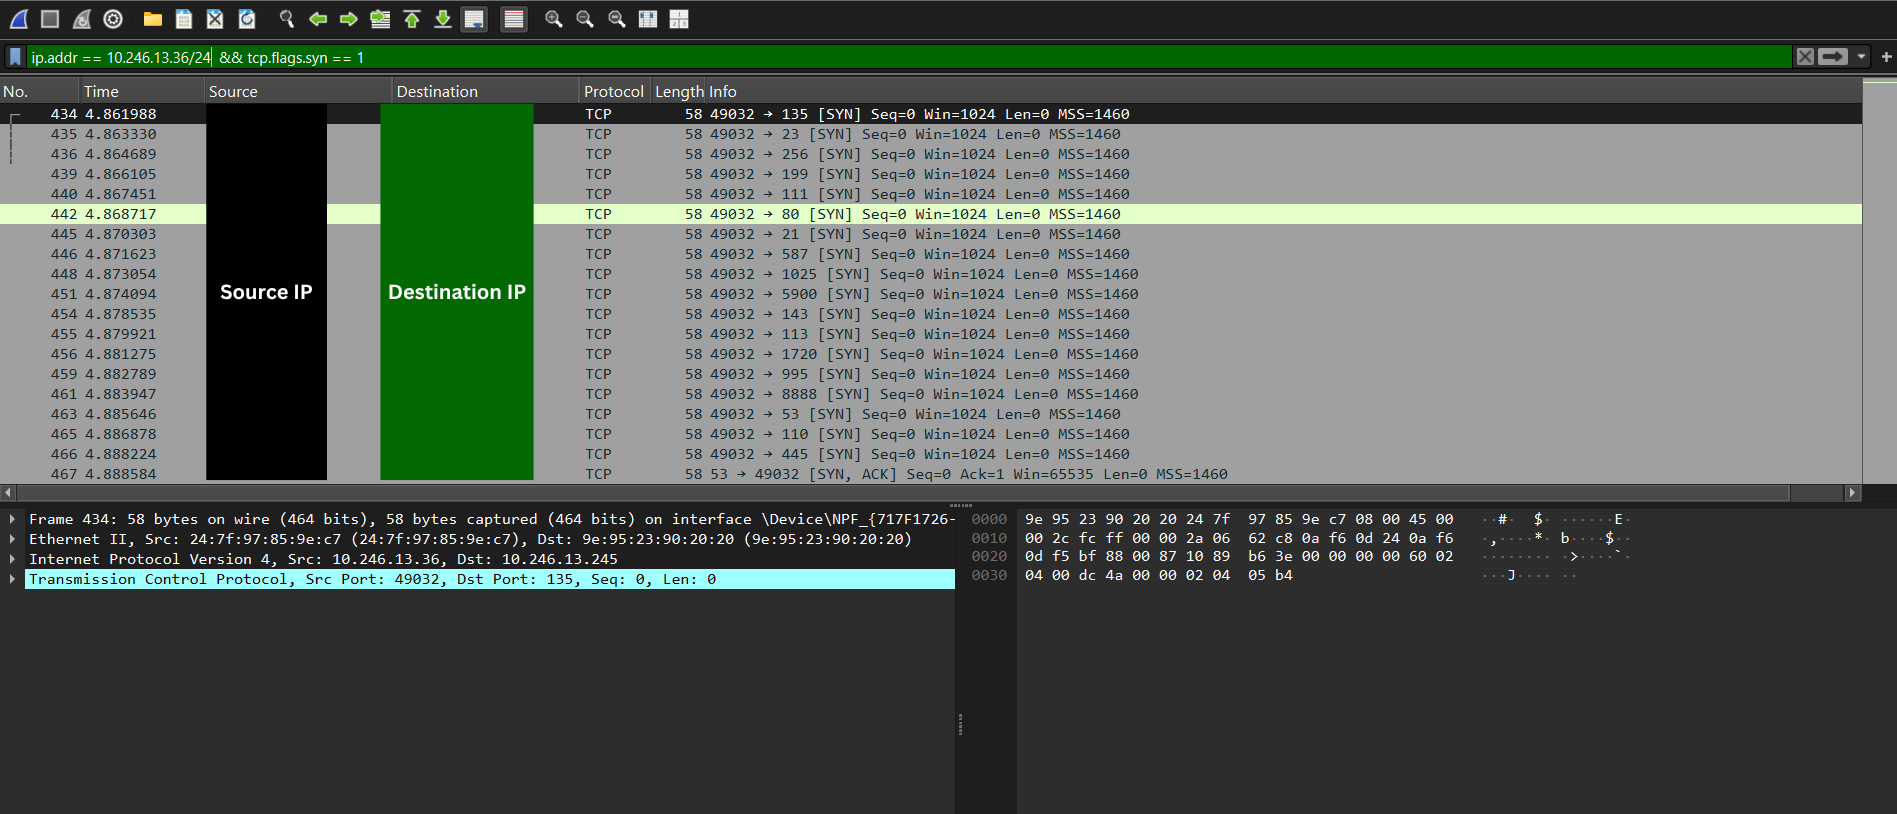 ip.addr == 10.246.13.36/24 && tcp.flags.syn == 1
No. Time Source Destination Protocol Length Info
434 4.861988 TCP 58 49032 → 135 [SYN] Seq=0 Win=1024 Len=0 MSS=1460
435 4.863330 TCP 58 49032 → 23 [SYN] Seq=0 Win=1024 Len=0 MSS=1460
436 4.864689 TCP 58 49032 → 256 [SYN] Seq=0 Win=1024 Len=0 MSS=1460
439 4.866105 TCP 58 49032 → 199 [SYN] Seq=0 Win=1024 Len=0 MSS=1460
440 4.867451 TCP 58 49032 → 111 [SYN] Seq=0 Win=1024 Len=0 MSS=1460
442 4.868717 TCP 58 49032 → 80 [SYN] Seq=0 Win=1024 Len=0 MSS=1460
445 4.870303 TCP 58 49032 → 21 [SYN] Seq=0 Win=1024 Len=0 MSS=1460
446 4.871623 TCP 58 49032 → 587 [SYN] Seq=0 Win=1024 Len=0 MSS=1460
448 4.873054 TCP 58 49032 → 1025 [SYN] Seq=0 Win=1024 Len=0 MSS=1460
451 4.874094 Source IP Destination IP TCP 58 49032 → 5900 [SYN] Seq=0 Win=1024 Len=0 MSS=1460
454 4.878535 TCP 58 49032 → 143 [SYN] Seq=0 Win=1024 Len=0 MSS=1460
455 4.879921 TCP 58 49032 → 113 [SYN] Seq=0 Win=1024 Len=0 MSS=1460
456 4.881275 TCP 58 49032 → 1720 [SYN] Seq=0 Win=1024 Len=0 MSS=1460
459 4.882789 TCP 58 49032 → 995 [SYN] Seq=0 Win=1024 Len=0 MSS=1460
461 4.883947 TCP 58 49032 → 8888 [SYN] Seq=0 Win=1024 Len=0 MSS=1460
463 4.885646 TCP 58 49032 → 53 [SYN] Seq=0 Win=1024 Len=0 MSS=1460
465 4.886878 TCP 58 49032 → 110 [SYN] Seq=0 Win=1024 Len=0 MSS=1460
466 4.888224 TCP 58 49032 → 445 [SYN] Seq=0 Win=1024 Len=0 MSS=1460
467 4.888584 TCP 58 53 → 49032 [SYN, ACK] Seq=0 Ack=1 Win=65535 Len=0 MSS=1460
Frame 434: 58 bytes on wire (464 bits), 58 bytes captured (464 bits) on interface \Device\NPF_{717F1726-
Ethernet II, Src: 24:7f:97:85:9e:c7 (24:7f:97:85:9e:c7), Dst: 9e:95:23:90:20:20 (9e:95:23:90:20:20)
Internet Protocol Version 4, Src: 10.246.13.36, Dst: 10.246.13.245
Transmission Control Protocol, Src Port: 49032, Dst Port: 135, Seq: 0, Len: 0
0000 9e 95 23 90 20 20 24 7f 97 85 9e c7 08 00 45 00 ··#· $· ······E·
0010 00 2c fc ff 00 00 2a 06 62 c8 0a f6 0d 24 0a f6 ·,····*· b····$··
0020 0d f5 bf 88 00 87 10 89 b6 3e 00 00 00 00 60 02 ········ ·>····`·
0030 04 00 dc 4a 00 00 02 04 05 b4 ···J···· ··